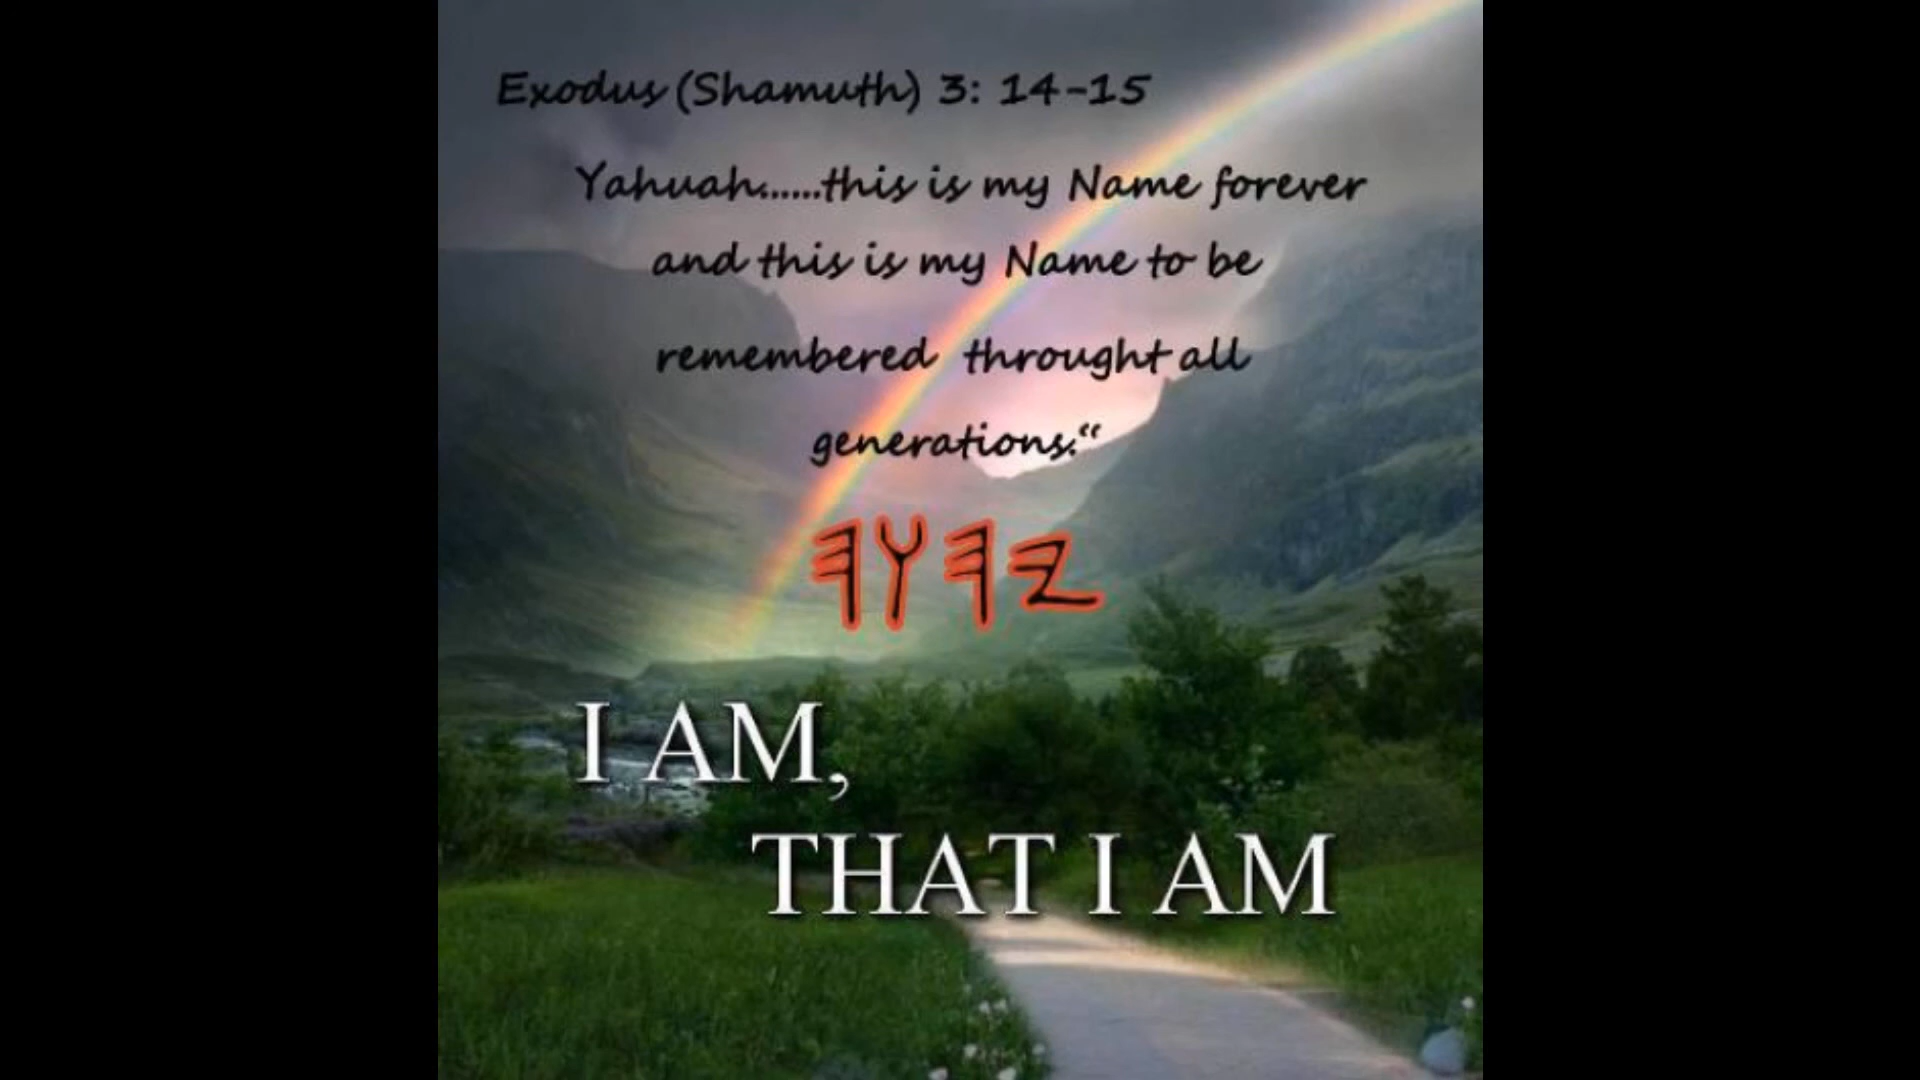 Exodus (Shamuth) 3: 14-15
Yahuah......this is my Name forever
and this is my Name to be
remembered throught all
generations.“
𐤉𐤄𐤅𐤄
I AM,
THAT I AM